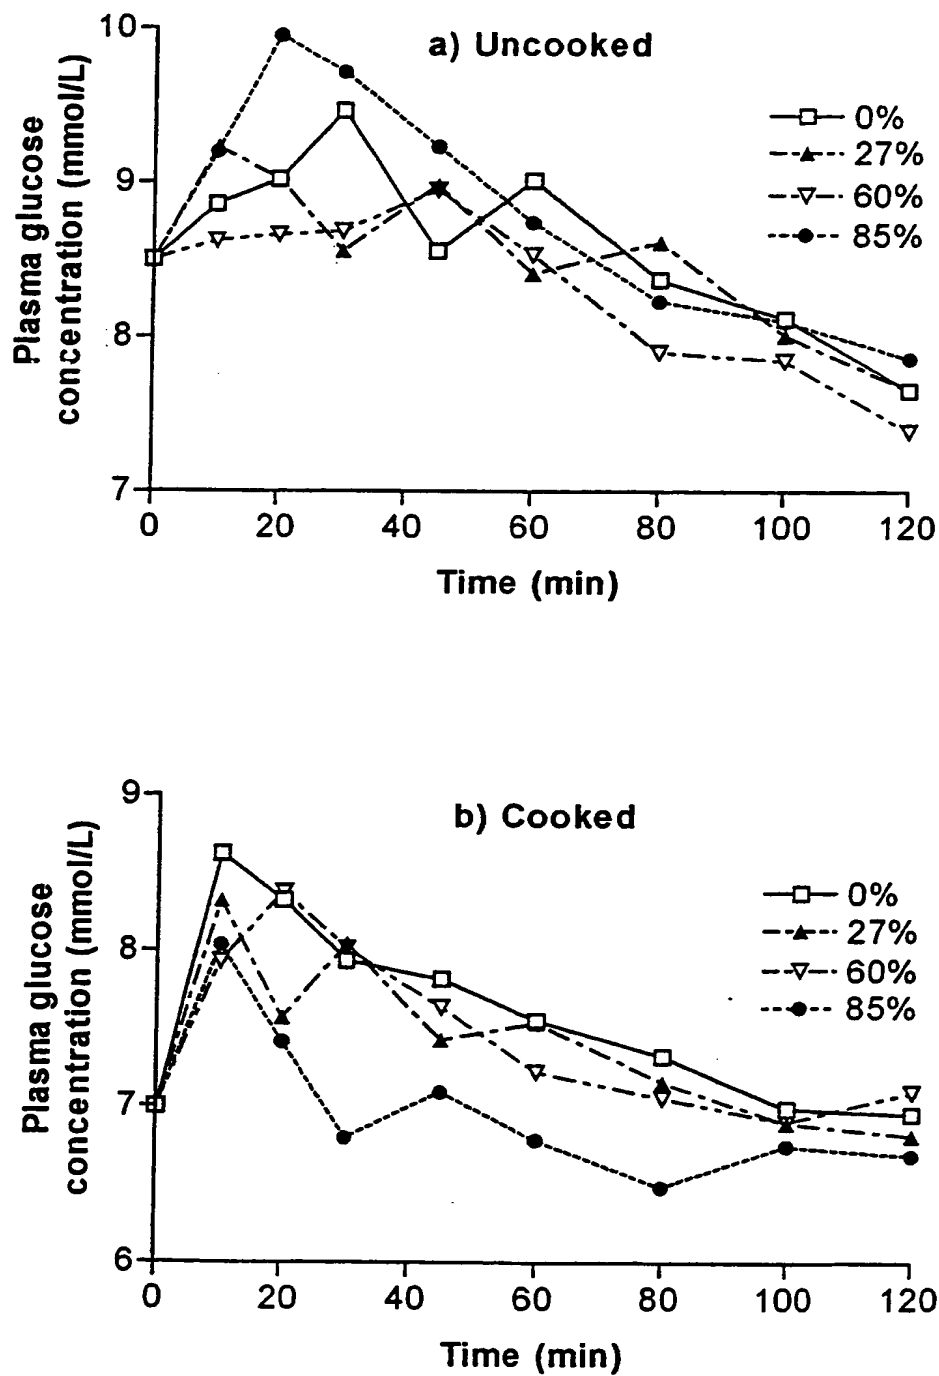 a) Uncooked
Plasma glucose
concentration (mmol/L)
10
9
8
7
0%
27%
60%
85%
0 20 40 60 80 100 120
Time (min)
b) Cooked
Plasma glucose
concentration (mmol/L)
9
8
7
6
0%
27%
60%
85%
0 20 40 60 80 100 120
Time (min)